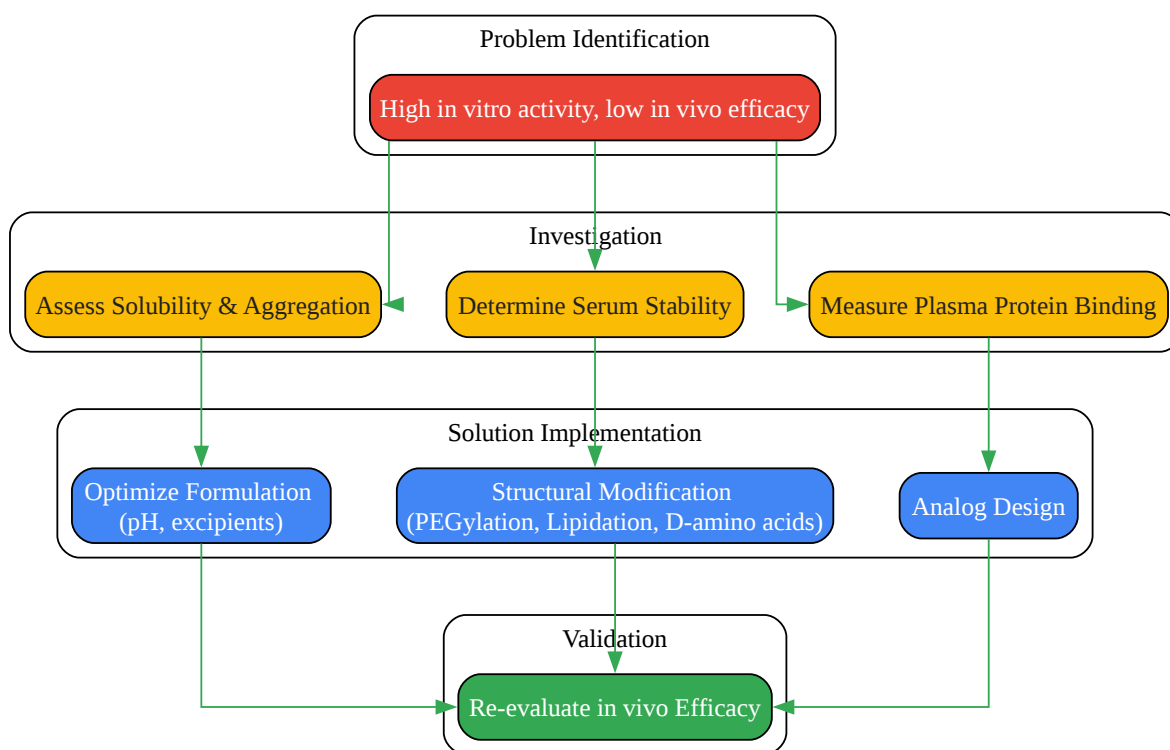 Problem Identification
High in vitro activity, low in vivo efficacy
Investigation
Assess Solubility & Aggregation
Determine Serum Stability
Measure Plasma Protein Binding
Solution Implementation
Optimize Formulation
(pH, excipients)
Structural Modification
(PEGylation, Lipidation, D-amino acids)
Analog Design
Validation
Re-evaluate in vivo Efficacy